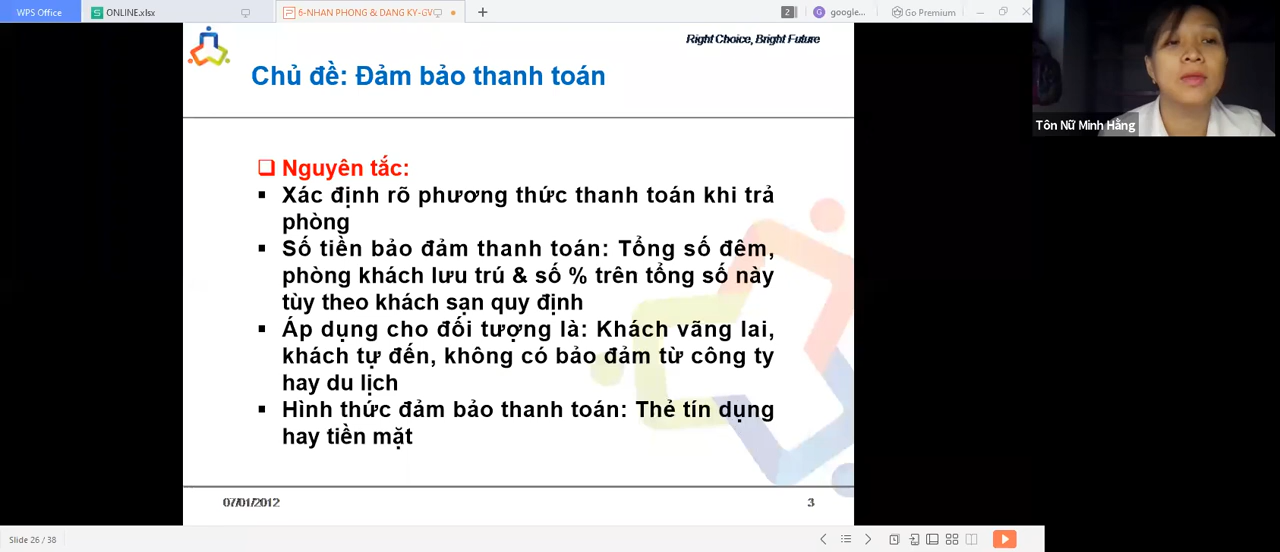 WPS Office
ONLINE.xlsx
6-NHAN PHONG & DANG KY-GV
2
G
google...
Go Premium
Right Choice, Bright Future
Chủ đề: Đảm bảo thanh toán
Tôn Nữ Minh Hằng
Nguyên tắc:
Xác định rõ phương thức thanh toán khi trả
phòng
Số tiền bảo đảm thanh toán: Tổng số đêm,
phòng khách lưu trú & số % trên tổng số này
tùy theo khách sạn quy định
Áp dụng cho đối tượng là: Khách vãng lai,
khách tự đến, không có bảo đảm từ công ty
hay du lịch
Hình thức đảm bảo thanh toán: Thẻ tín dụng
hay tiền mặt
07/01/2012
3
Slide 26 / 38